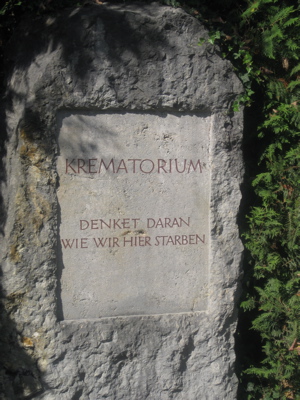 KREMATORIUM
DENKET DARAN
WIE WIR HIER STARBEN